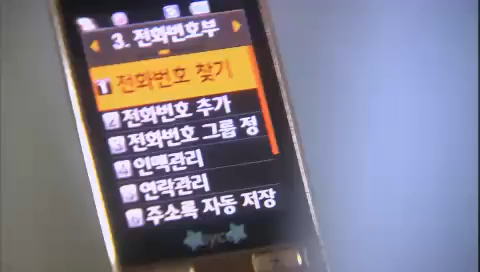 3. 전화번호부
1 전화번호 찾기
2 전화번호 추가
3 전화번호 그룹 정
4 인맥관리
5 연락관리
6 주소록 자동 저장